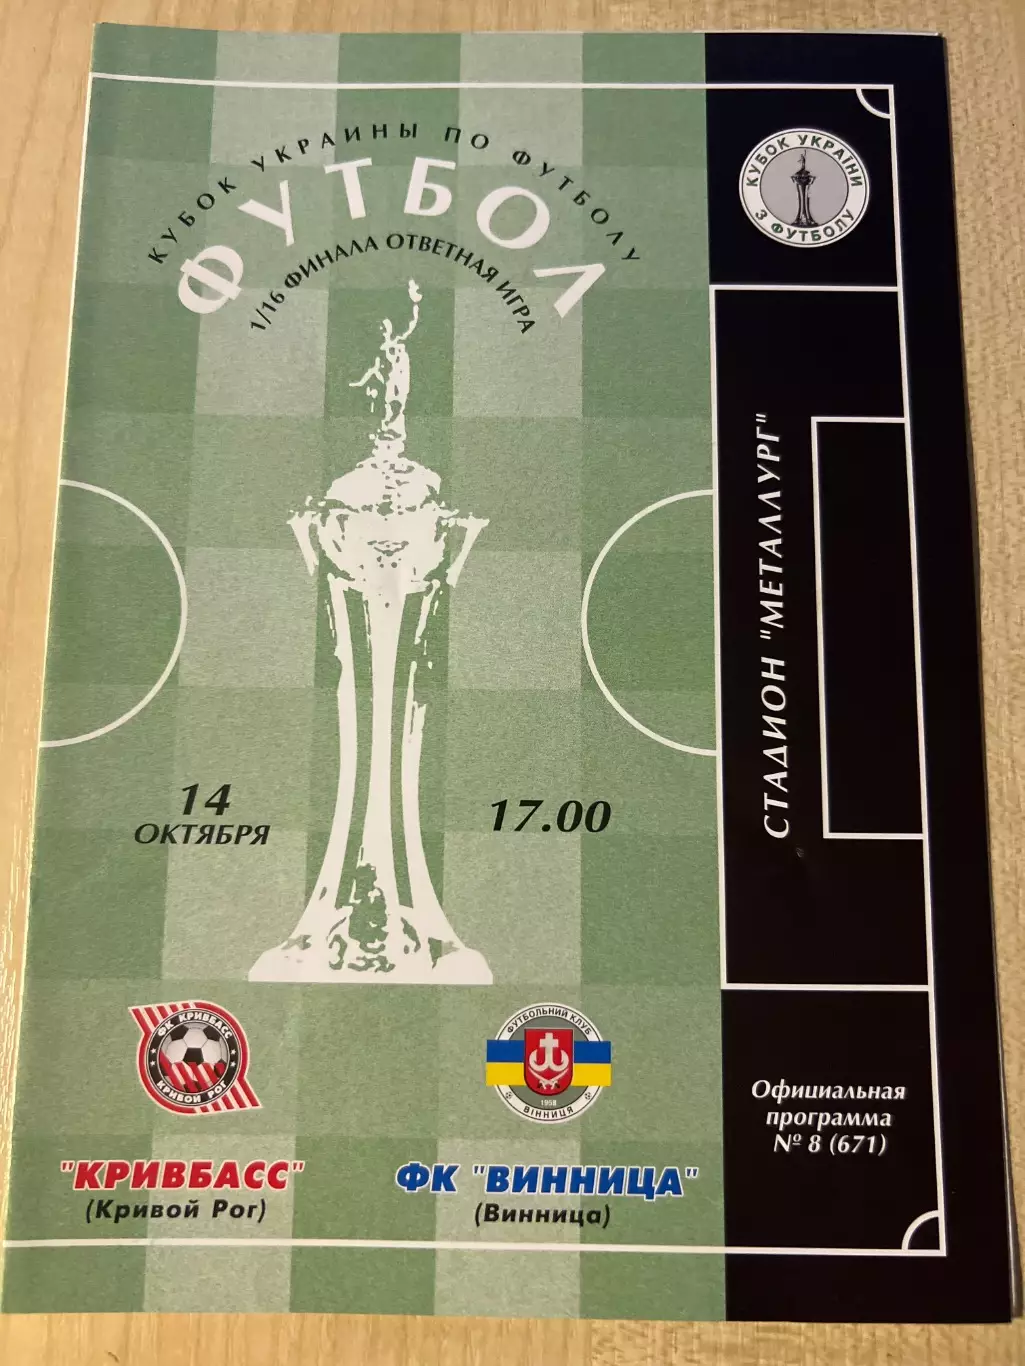 КУБОК УКРАИНЫ ПО ФУТБОЛУ
ФУТБОЛ
1/16 ФИНАЛА ОТВЕТНАЯ ИГРА
КУБОК УКРАЇНИ
З ФУТБОЛУ
СТАДИОН "МЕТАЛЛУРГ"
14
ОКТЯБРЯ
17.00
ФК КРИВБАСС
КРИВОЙ РОГ
ФУТБОЛЬНИЙ КЛУБ
1958
ВІННИЦЯ
"КРИВБАСС"
(Кривой Рог)
ФК "ВИННИЦА"
(Винница)
Официальная
программа
№ 8 (671)